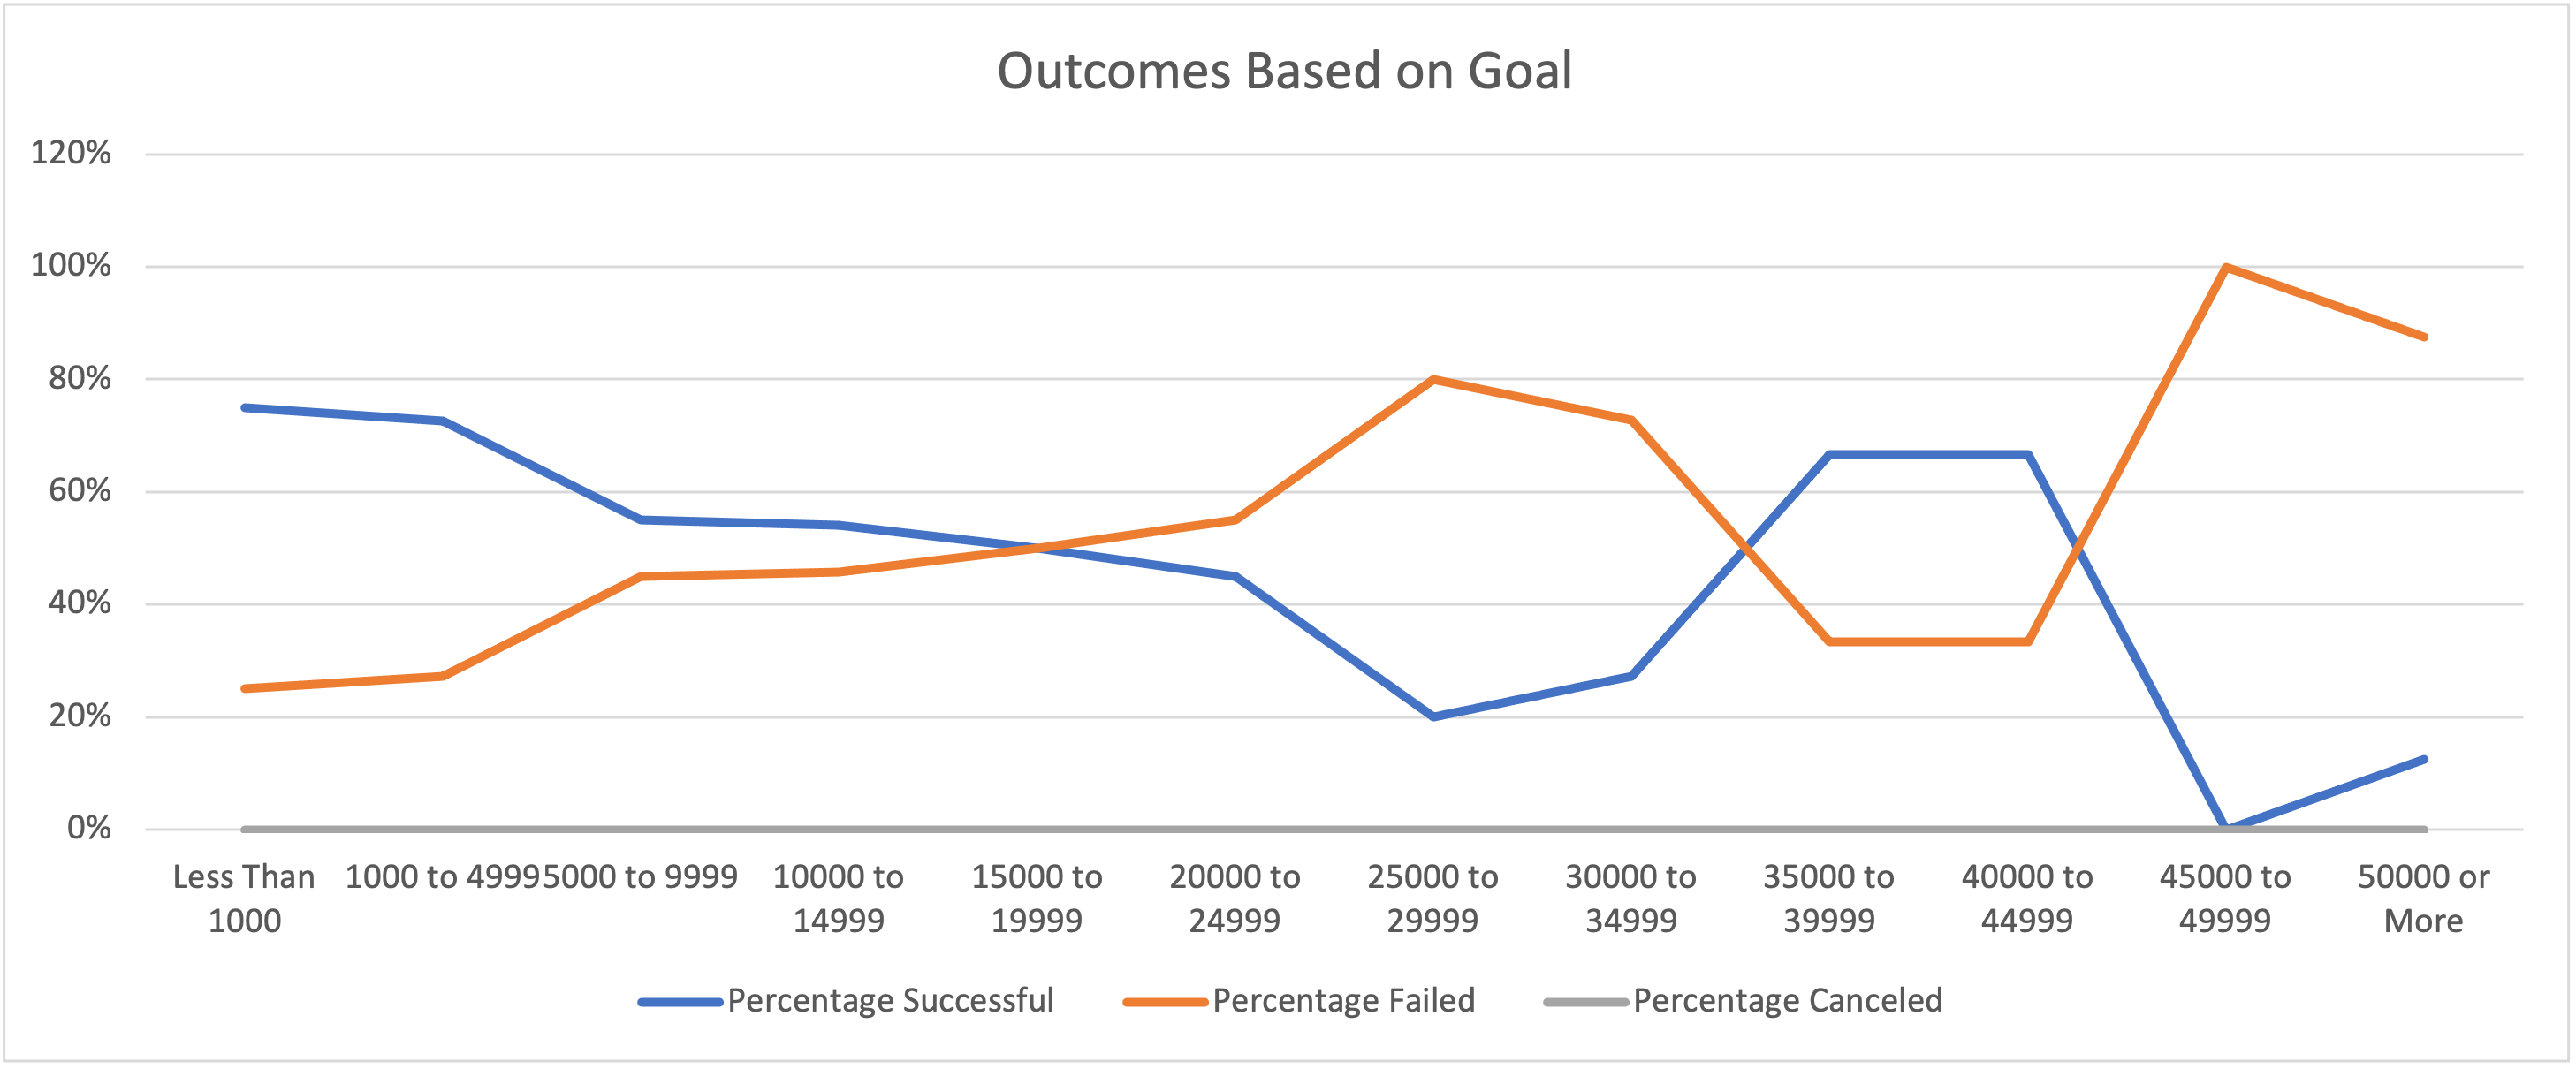 Outcomes Based on Goal
120%
100%
80%
60%
40%
20%
0%
Less Than
1000
1000 to 4999
5000 to 9999
10000 to
14999
15000 to
19999
20000 to
24999
25000 to
29999
30000 to
34999
35000 to
39999
40000 to
44999
45000 to
49999
50000 or
More
Percentage Successful
Percentage Failed
Percentage Canceled